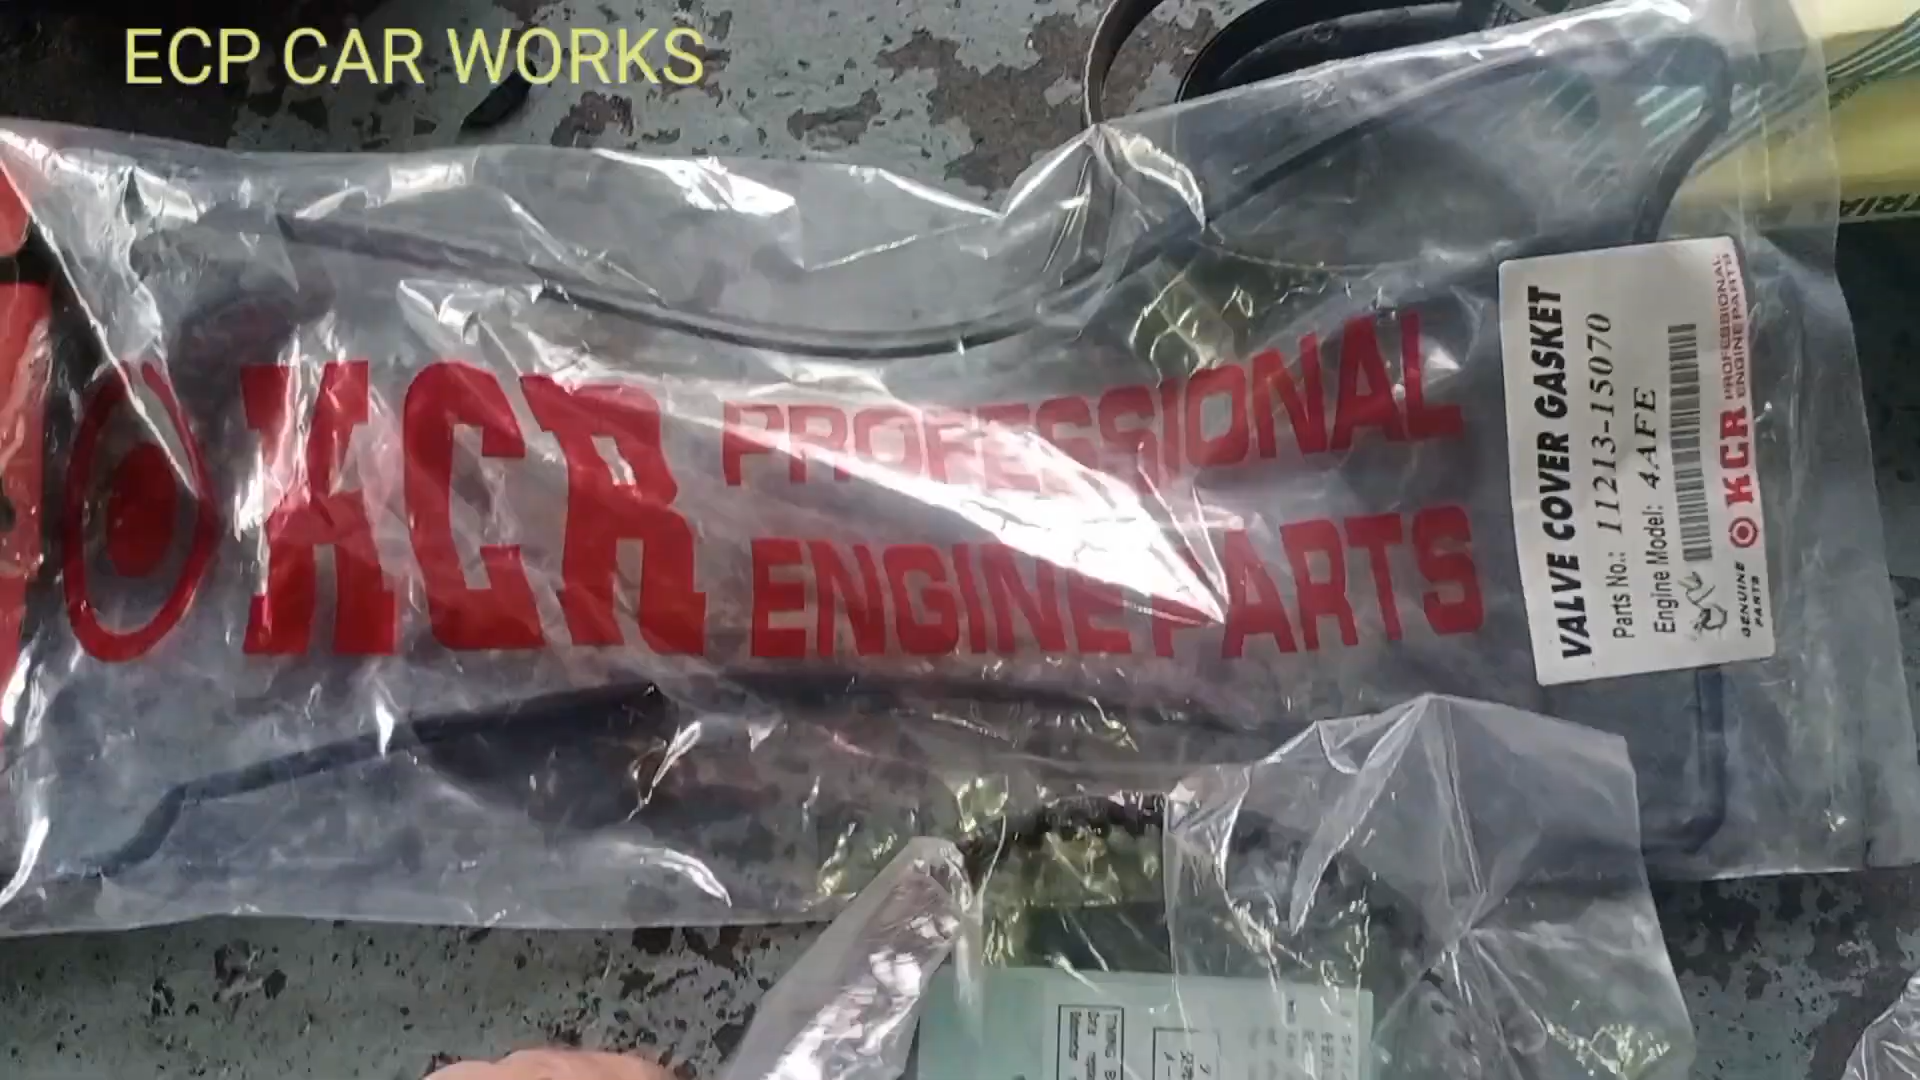 ECP CAR WORKS
KCR PROFESSIONAL
ENGINE PARTS
VALVE COVER GASKET
Parts No.: 11213-15070
Engine Model: 4AFE
GENUINE
PARTS
KCR PROFESSIONAL
ENGINE PARTS
TRIAL